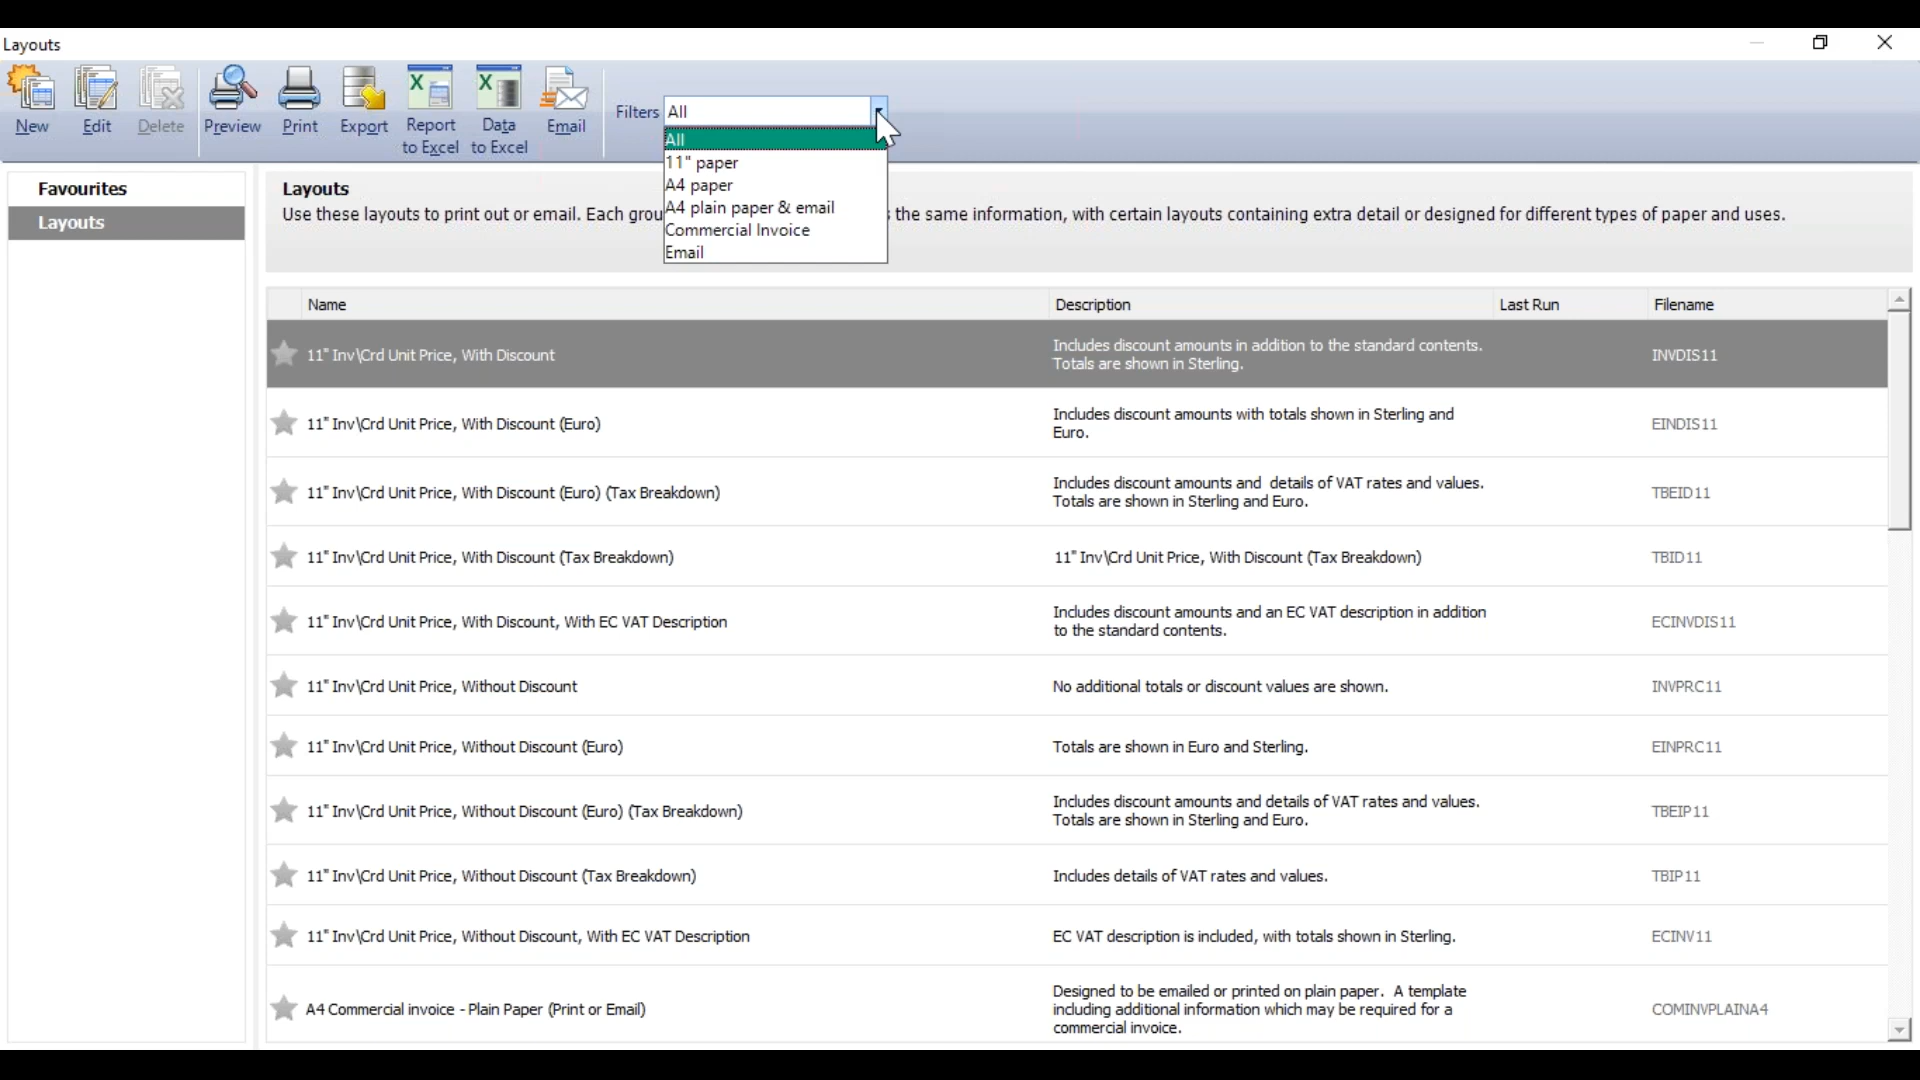 Layouts
New
Edit
Delete
Preview
Print
Export
Report
to Excel
Data
to Excel
Email
Filters
All
All
11" paper
A4 paper
A4 plain paper & email
Commercial Invoice
Email
Favourites
Layouts
Layouts
Use these layouts to print out or email. Each grou s the same information, with certain layouts containing extra detail or designed for different types of paper and uses.
Name Description Last Run Filename
11" Inv\Crd Unit Price, With Discount
Includes discount amounts in addition to the standard contents.
Totals are shown in Sterling.
INVDIS11
11" Inv\Crd Unit Price, With Discount (Euro)
Includes discount amounts with totals shown in Sterling and
Euro.
EINDIS11
11" Inv\Crd Unit Price, With Discount (Euro) (Tax Breakdown)
Includes discount amounts and details of VAT rates and values.
Totals are shown in Sterling and Euro.
TBEID11
11" Inv\Crd Unit Price, With Discount (Tax Breakdown)
11" Inv\Crd Unit Price, With Discount (Tax Breakdown)
TBID11
11" Inv\Crd Unit Price, With Discount, With EC VAT Description
Includes discount amounts and an EC VAT description in addition
to the standard contents.
ECINVDIS11
11" Inv\Crd Unit Price, Without Discount
No additional totals or discount values are shown.
INVPRC11
11" Inv\Crd Unit Price, Without Discount (Euro)
Totals are shown in Euro and Sterling.
EINPRC11
11" Inv\Crd Unit Price, Without Discount (Euro) (Tax Breakdown)
Includes discount amounts and details of VAT rates and values.
Totals are shown in Sterling and Euro.
TBEIP11
11" Inv\Crd Unit Price, Without Discount (Tax Breakdown)
Includes details of VAT rates and values.
TBIP11
11" Inv\Crd Unit Price, Without Discount, With EC VAT Description
EC VAT description is included, with totals shown in Sterling.
ECINV11
A4 Commercial invoice - Plain Paper (Print or Email)
Designed to be emailed or printed on plain paper. A template
including additional information which may be required for a
commercial invoice.
COMINVPLAINA4